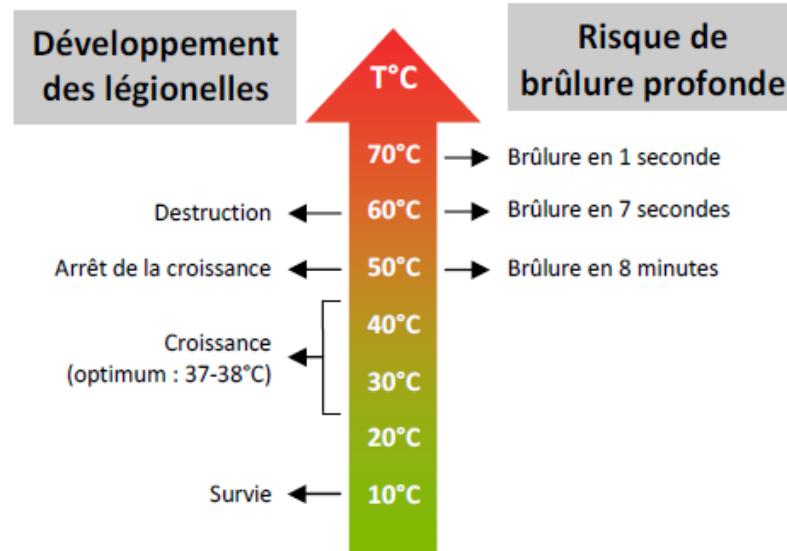 Développement
des légionelles
T°C
Risque de
brûlure profonde
70°C
Brûlure en 1 seconde
Destruction
60°C
Brûlure en 7 secondes
Arrêt de la croissance
50°C
Brûlure en 8 minutes
40°C
Croissance
(optimum : 37-38°C)
30°C
20°C
Survie
10°C